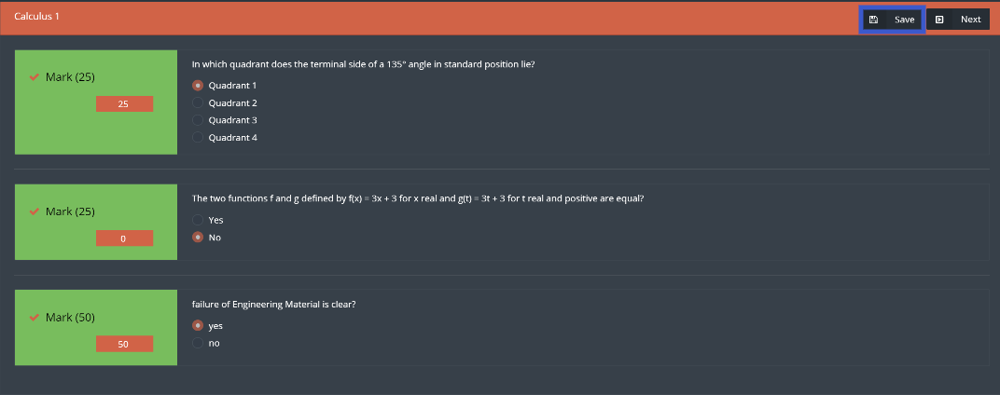 Calculus 1
Save
Next
Mark (25)
25
In which quadrant does the terminal side of a 135° angle in standard position lie?
Quadrant 1
Quadrant 2
Quadrant 3
Quadrant 4
Mark (25)
0
The two functions f and g defined by f(x) = 3x + 3 for x real and g(t) = 3t + 3 for t real and positive are equal?
Yes
No
Mark (50)
50
failure of Engineering Material is clear?
yes
no